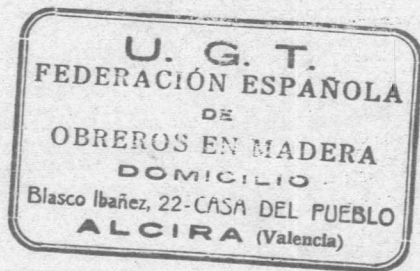 U. G. T.
FEDERACIÓN ESPAÑOLA
DE
OBREROS EN MADERA
DOMICILIO
Blasco Ibañez, 22-CASA DEL PUEBLO
ALCIRA (Valencia)